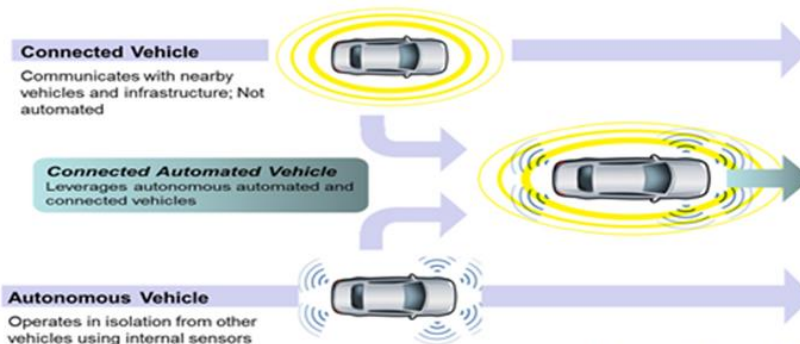 Connected Vehicle
Communicates with nearby
vehicles and infrastructure; Not
automated
Connected Automated Vehicle
Leverages autonomous automated and
connected vehicles
Autonomous Vehicle
Operates in isolation from other
vehicles using internal sensors